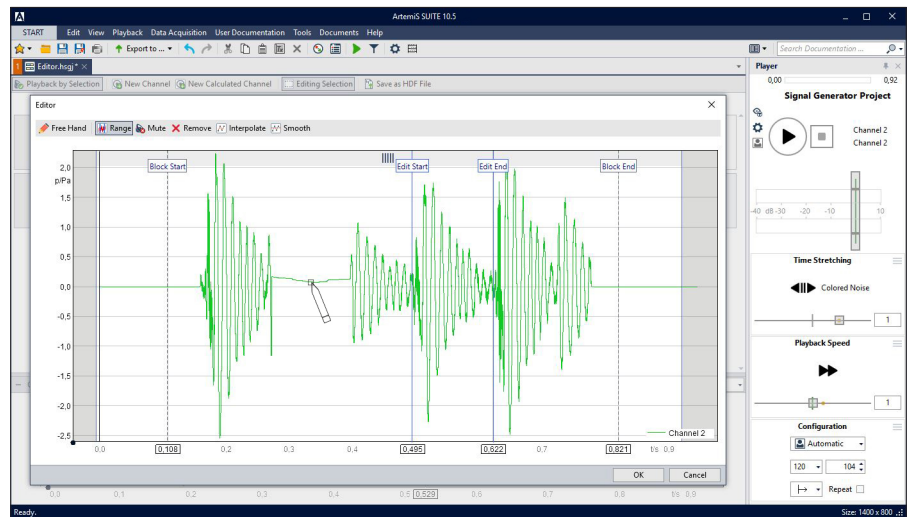 ArtemiS SUITE 10.5
START Edit View Playback Data Acquisition User Documentation Tools Documents Help
Export to ... Search Documentation...
1 Editor.hsgj* ×
Playback by Selection New Channel New Calculated Channel Editing Selection Save as HDF File
Editor
Free Hand Range Mute Remove Interpolate Smooth
Block Start Edit Start Edit End Block End
2,0
p/Pa
1,5
1,0
0,5
0,0
-0,5
-1,0
-1,5
-2,0
-2,5
Channel 2
0,0 0,108 0,2 0,3 0,4 0,495 0,622 0,7 0,821 t/s 0,9
OK Cancel
0,0 0,1 0,2 0,3 0,4 0,5 0,529 0,6 0,7 0,8 t/s 0,9
Player
0,00 0,92
Signal Generator Project
Channel 2
Channel 2
-40 dB -30 -20 -10 10
Time Stretching
Colored Noise
1
Playback Speed
1
Configuration
Automatic
120 104
Repeat
Ready. Size: 1400 x 800